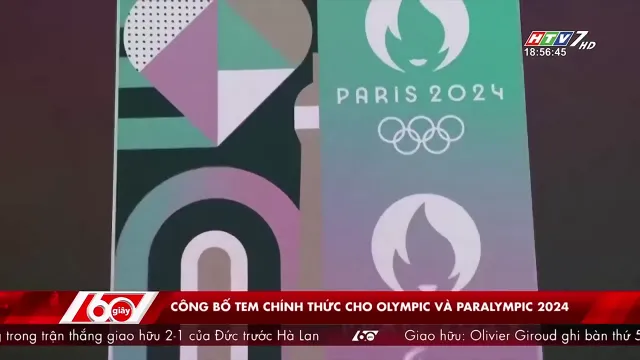 HTV7 HD
18:56:45
PARIS 2024
60 giây
CÔNG BỐ TEM CHÍNH THỨC CHO OLYMPIC VÀ PARALYMPIC 2024
trong trận thắng giao hữu 2-1 của Đức trước Hà Lan 60 Giao hữu: Olivier Giroud ghi bàn thứ